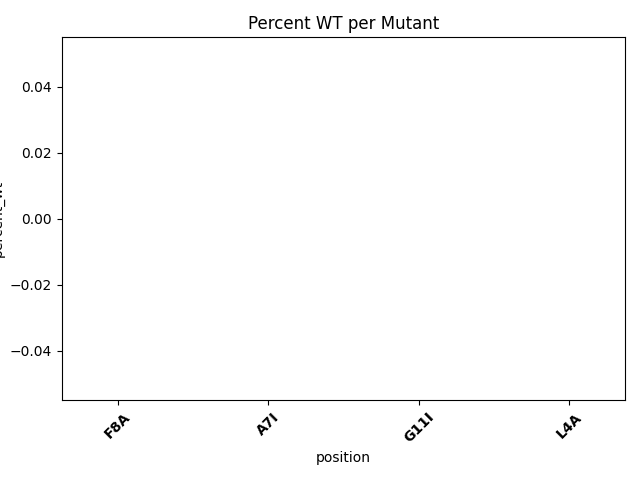 Percent WT per Mutant
0.04
0.02
0.00
−0.02
−0.04
percent_wt
F8A A7I G11I L4A
position